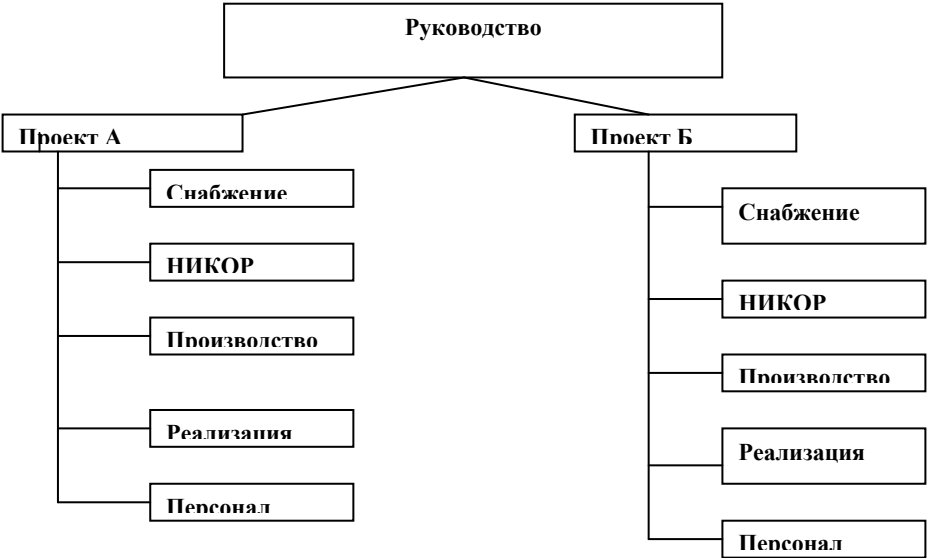 Руководство
Проект А
Снабжение
НИКОР
Производство
Реализация
Персонал
Проект Б
Снабжение
НИКОР
Производство
Реализация
Персонал